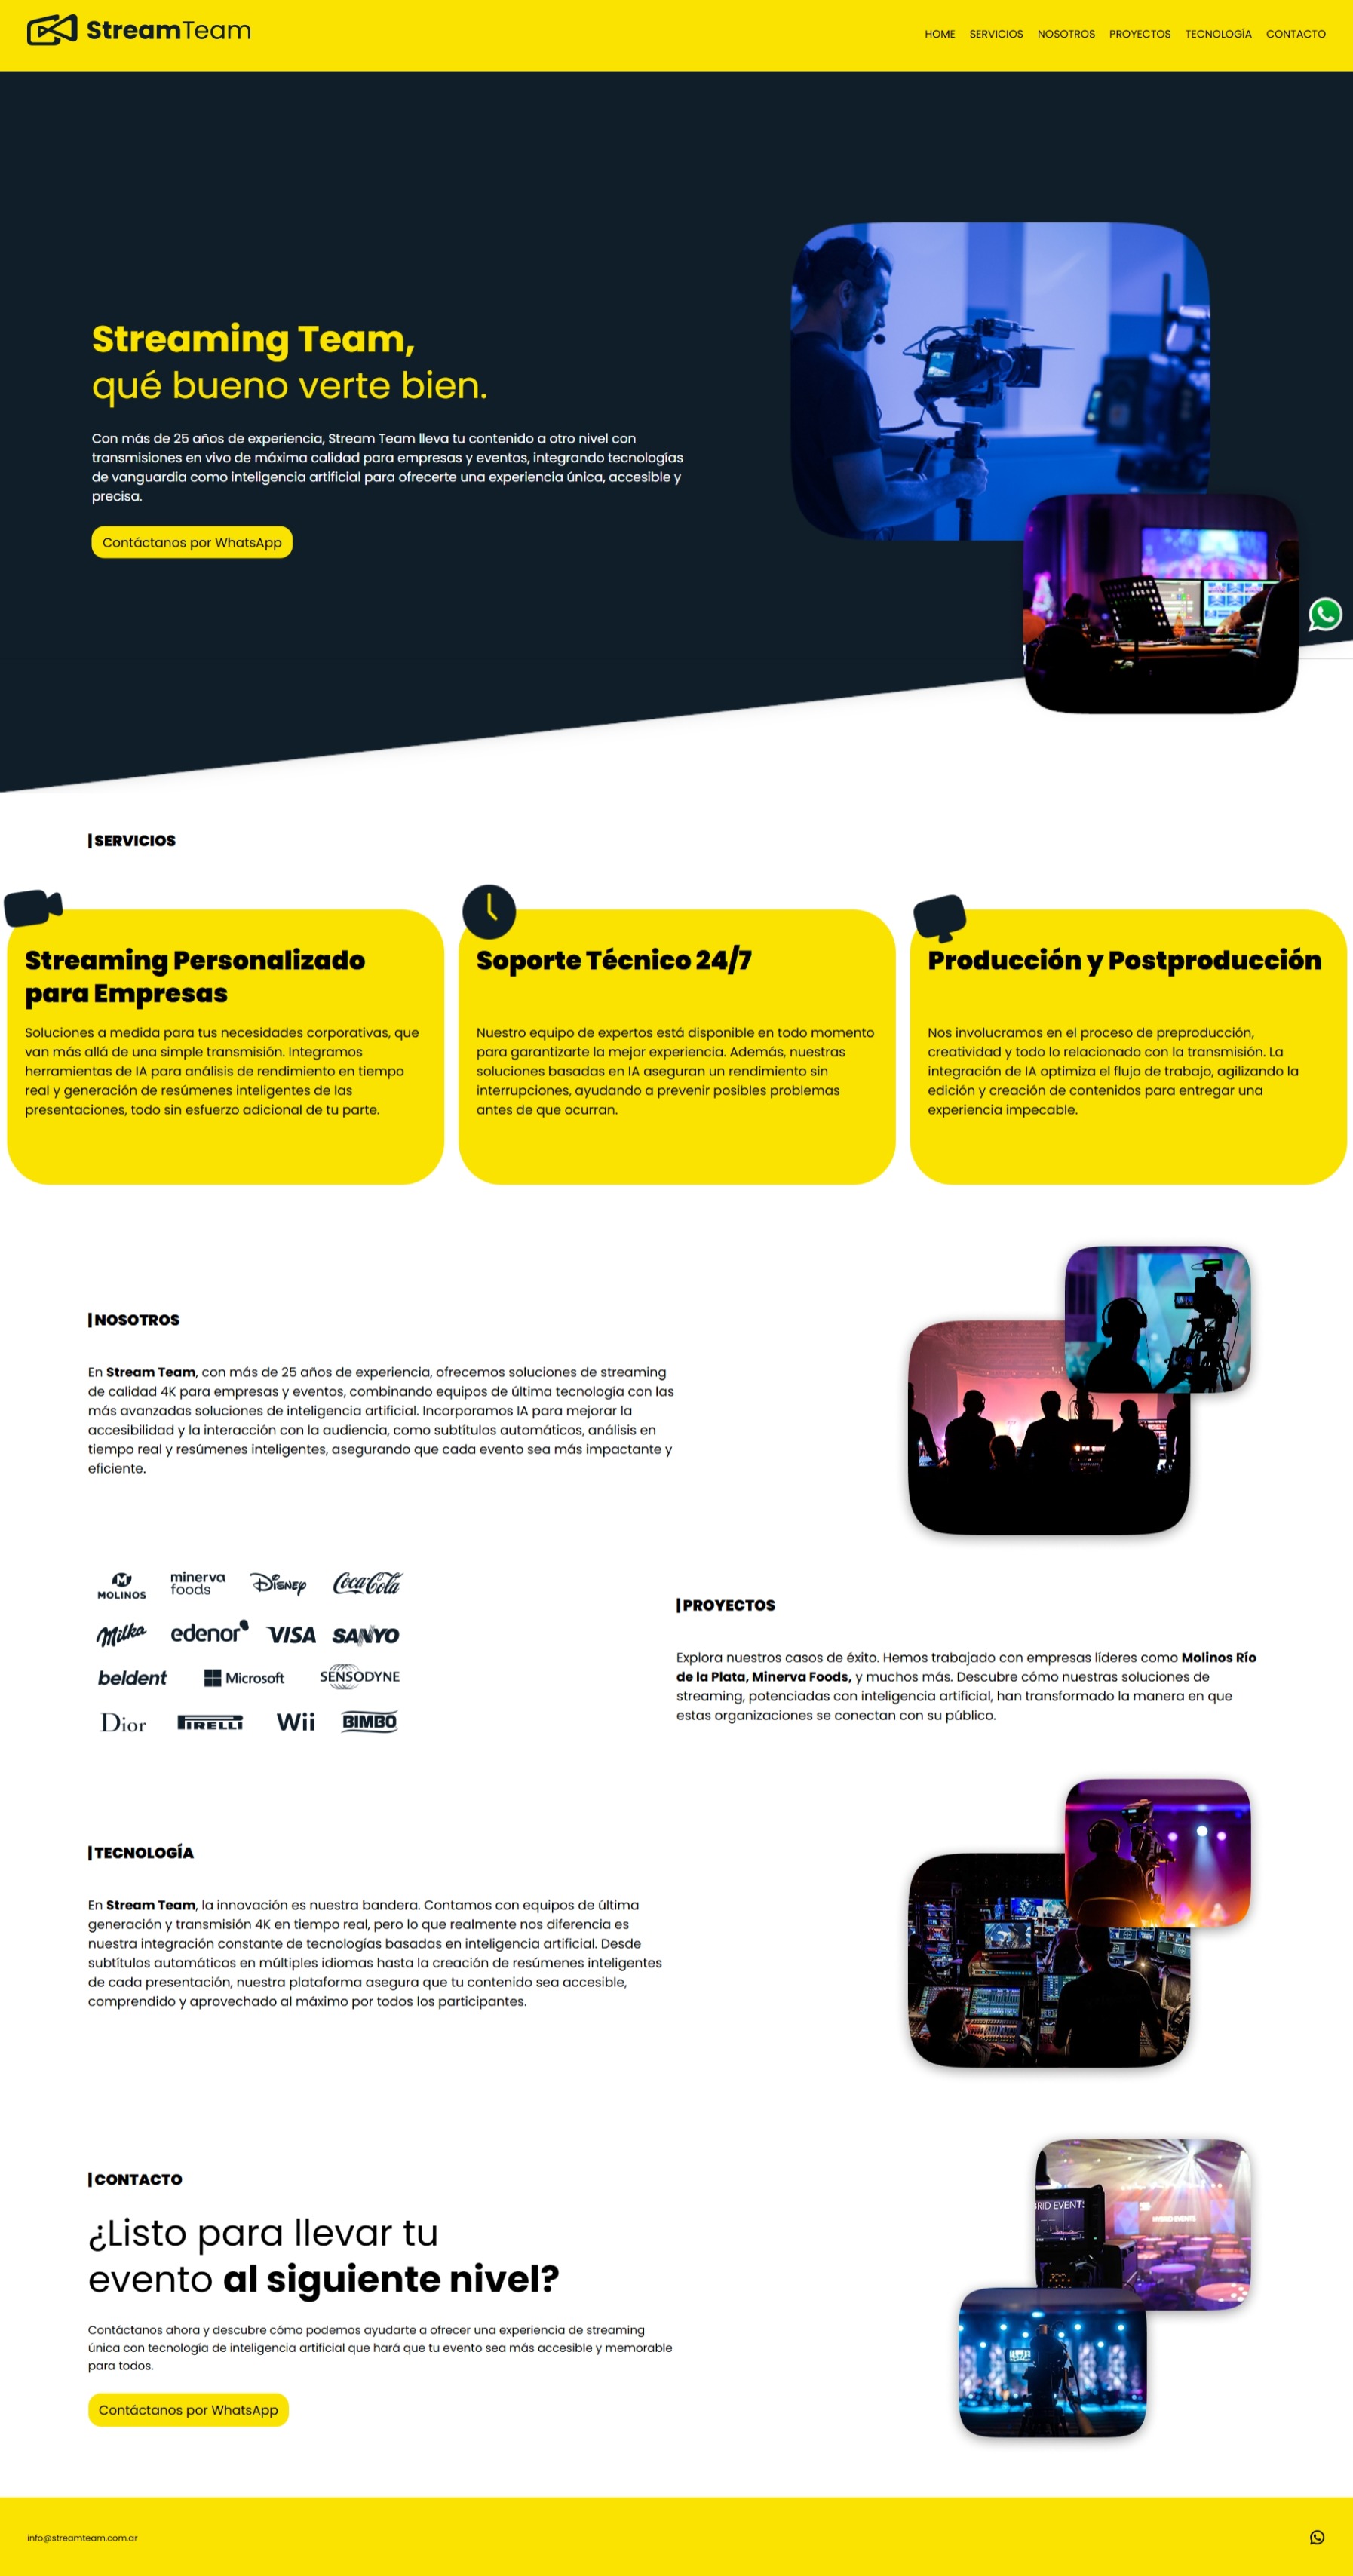 StreamTeam
HOME SERVICIOS NOSOTROS PROYECTOS TECNOLOGÍA CONTACTO
Streaming Team,
qué bueno verte bien.
Con más de 25 años de experiencia, Stream Team lleva tu contenido a otro nivel con
transmisiones en vivo de máxima calidad para empresas y eventos, integrando tecnologías
de vanguardia como inteligencia artificial para ofrecerte una experiencia única, accesible y
precisa.
Contáctanos por WhatsApp
| SERVICIOS
Streaming Personalizado
para Empresas
Soluciones a medida para tus necesidades corporativas, que
van más allá de una simple transmisión. Integramos
herramientas de IA para análisis de rendimiento en tiempo
real y generación de resúmenes inteligentes de las
presentaciones, todo sin esfuerzo adicional de tu parte.
Soporte Técnico 24/7
Nuestro equipo de expertos está disponible en todo momento
para garantizarte la mejor experiencia. Además, nuestras
soluciones basadas en IA aseguran un rendimiento sin
interrupciones, ayudando a prevenir posibles problemas
antes de que ocurran.
Producción y Postproducción
Nos involucramos en el proceso de preproducción,
creatividad y todo lo relacionado con la transmisión. La
integración de IA optimiza el flujo de trabajo, agilizando la
edición y creación de contenidos para entregar una
experiencia impecable.
| NOSOTROS
En Stream Team, con más de 25 años de experiencia, ofrecemos soluciones de streaming
de calidad 4K para empresas y eventos, combinando equipos de última tecnología con las
más avanzadas soluciones de inteligencia artificial. Incorporamos IA para mejorar la
accesibilidad y la interacción con la audiencia, como subtítulos automáticos, análisis en
tiempo real y resúmenes inteligentes, asegurando que cada evento sea más impactante y
eficiente.
MOLINOS minerva foods Disney Coca-Cola
Milka edenor VISA SANYO
beldent Microsoft SENSODYNE
Dior PIRELLI Wii BIMBO
| PROYECTOS
Explora nuestros casos de éxito. Hemos trabajado con empresas líderes como Molinos Río
de la Plata, Minerva Foods, y muchos más. Descubre cómo nuestras soluciones de
streaming, potenciadas con inteligencia artificial, han transformado la manera en que
estas organizaciones se conectan con su público.
| TECNOLOGÍA
En Stream Team, la innovación es nuestra bandera. Contamos con equipos de última
generación y transmisión 4K en tiempo real, pero lo que realmente nos diferencia es
nuestra integración constante de tecnologías basadas en inteligencia artificial. Desde
subtítulos automáticos en múltiples idiomas hasta la creación de resúmenes inteligentes
de cada presentación, nuestra plataforma asegura que tu contenido sea accesible,
comprendido y aprovechado al máximo por todos los participantes.
| CONTACTO
¿Listo para llevar tu
evento al siguiente nivel?
Contáctanos ahora y descubre cómo podemos ayudarte a ofrecer una experiencia de streaming
única con tecnología de inteligencia artificial que hará que tu evento sea más accesible y memorable
para todos.
Contáctanos por WhatsApp
RID EVENTS
HYBRID EVENTS
info@streamteam.com.ar